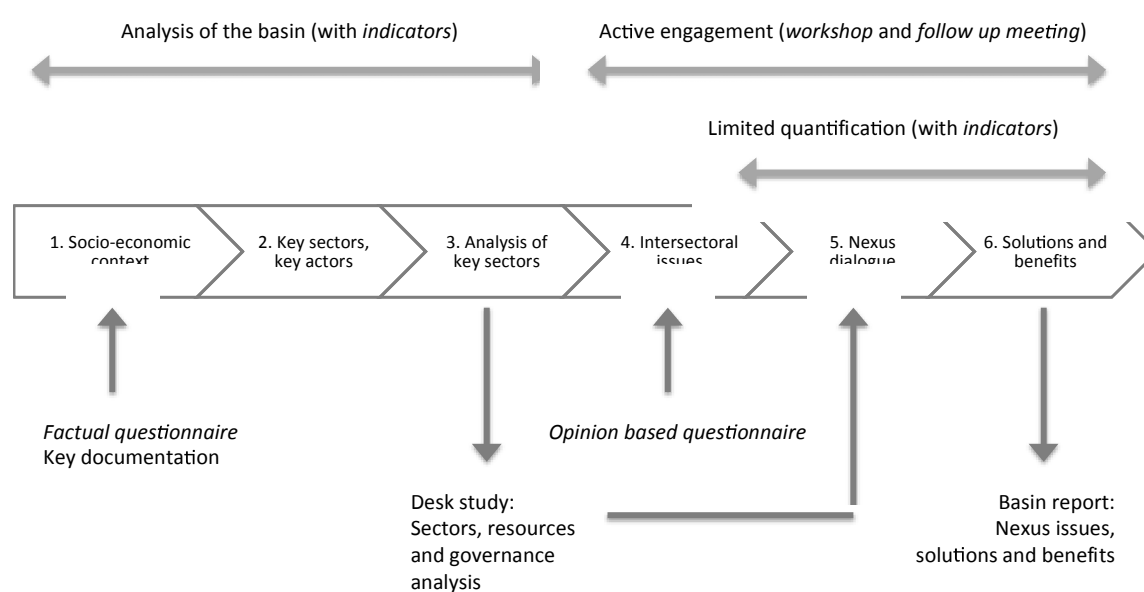 Analysis of the basin (with indicators)
Active engagement (workshop and follow up meeting)
Limited quantification (with indicators)
1. Socio-economic
context
2. Key sectors,
key actors
3. Analysis of
key sectors
4. Intersectoral
issues
5. Nexus
dialogue
6. Solutions and
benefits
Factual questionnaire
Key documentation
Opinion based questionnaire
Desk study:
Sectors, resources
and governance
analysis
Basin report:
Nexus issues,
solutions and benefits